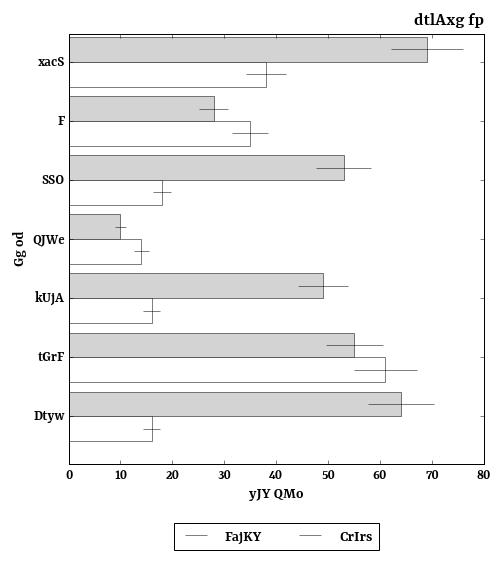 dtlAxg fp
xacS
F
SSO
QJWe
kUjA
tGrF
Dtyw
Gg od
0 10 20 30 40 50 60 70 80
yJY QMo
FajKY CrIrs